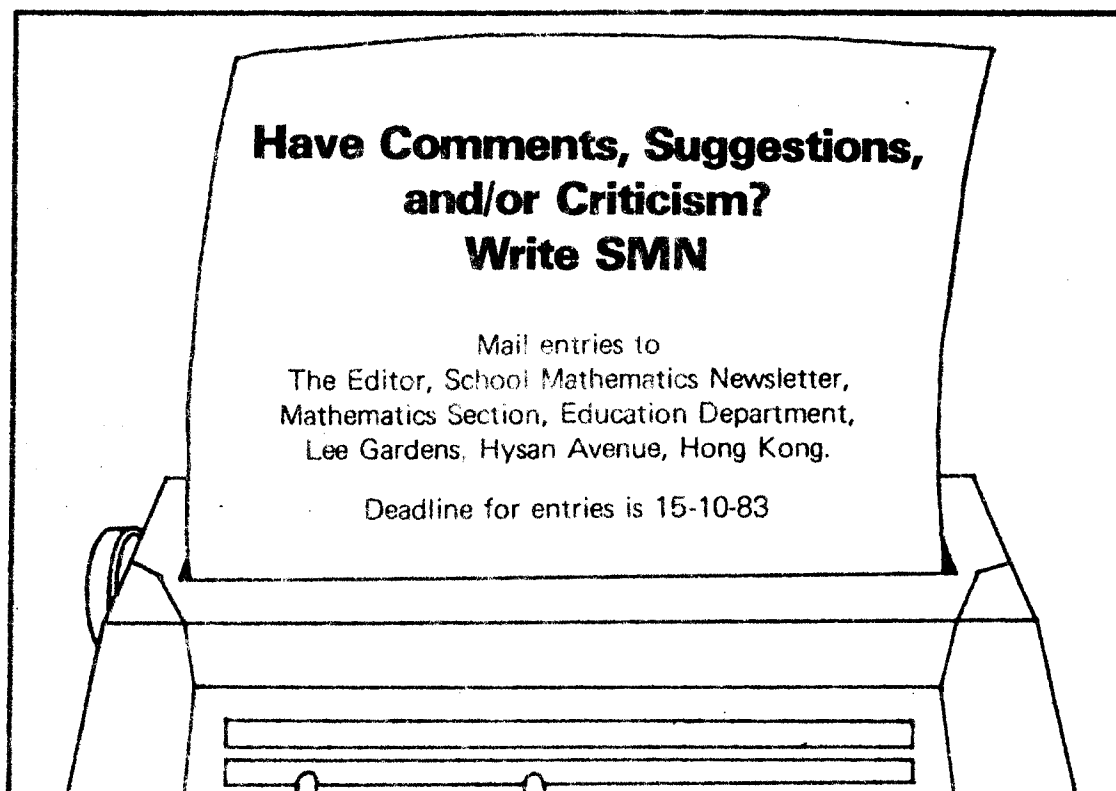 Have Comments, Suggestions,
and/or Criticism?
Write SMN
Mail entries to
The Editor, School Mathematics Newsletter,
Mathematics Section, Education Department,
Lee Gardens, Hysan Avenue, Hong Kong.
Deadline for entries is 15-10-83